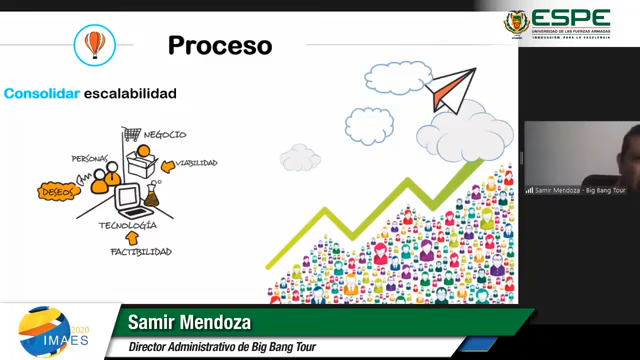 ESPE
UNIVERSIDAD DE LAS FUERZAS ARMADAS
INNOVACIÓN PARA LA EXCELENCIA
Proceso
Consolidar escalabilidad
NEGOCIO
PERSONAS
VIABILIDAD
DESEOS
TECNOLOGÍA
FACTIBILIDAD
Samir Mendoza - Big Bang Tour
2020
IMAES
Samir Mendoza
Director Administrativo de Big Bang Tour